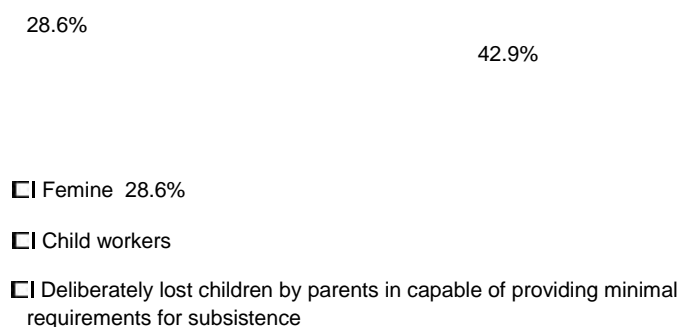 28.6%
42.9%
Femine 28.6%
Child workers
Deliberately lost children by parents in capable of providing minimal
requirements for subsistence